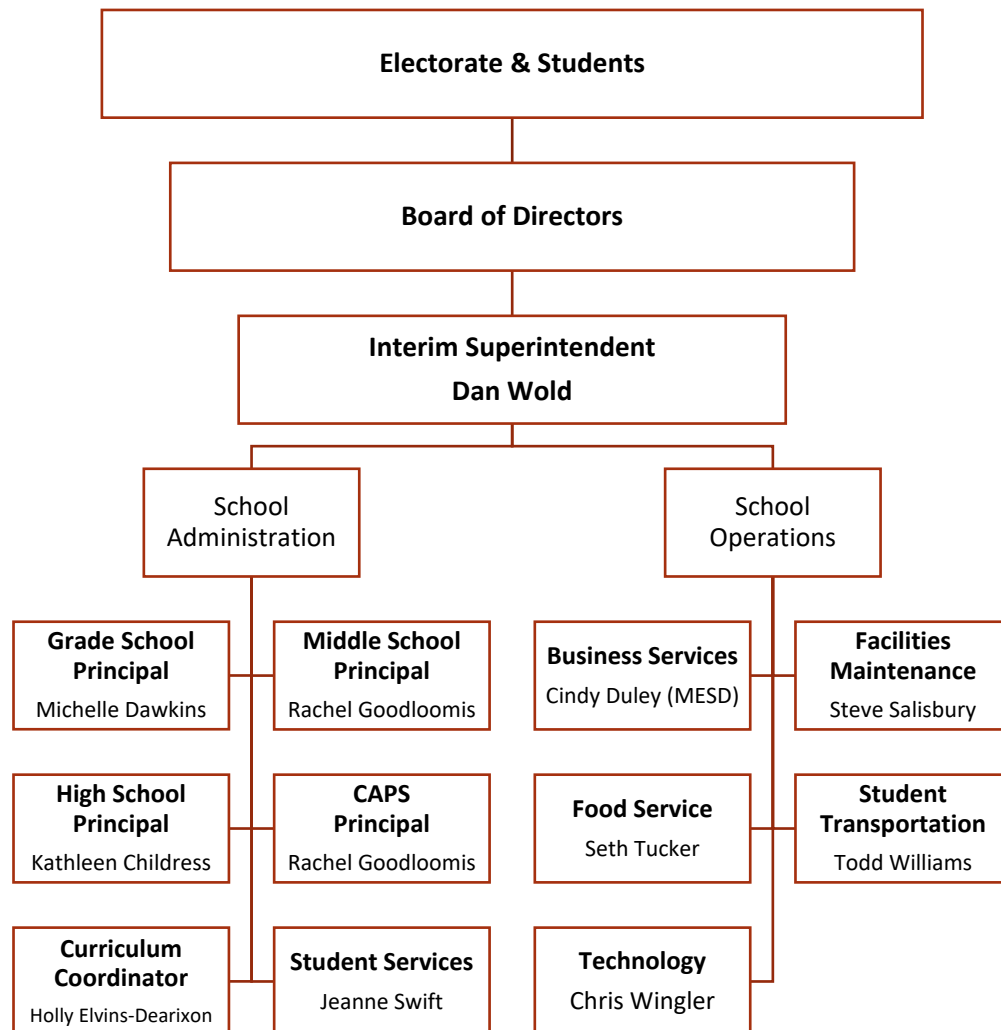 Electorate & Students
Board of Directors
Interim Superintendent
Dan Wold
School
Administration
School
Operations
Grade School
Principal
Michelle Dawkins
Middle School
Principal
Rachel Goodloomis
Business Services
Cindy Duley (MESD)
Facilities
Maintenance
Steve Salisbury
High School
Principal
Kathleen Childress
CAPS
Principal
Rachel Goodloomis
Food Service
Seth Tucker
Student
Transportation
Todd Williams
Curriculum
Coordinator
Holly Elvins-Dearixon
Student Services
Jeanne Swift
Technology
Chris Wingler